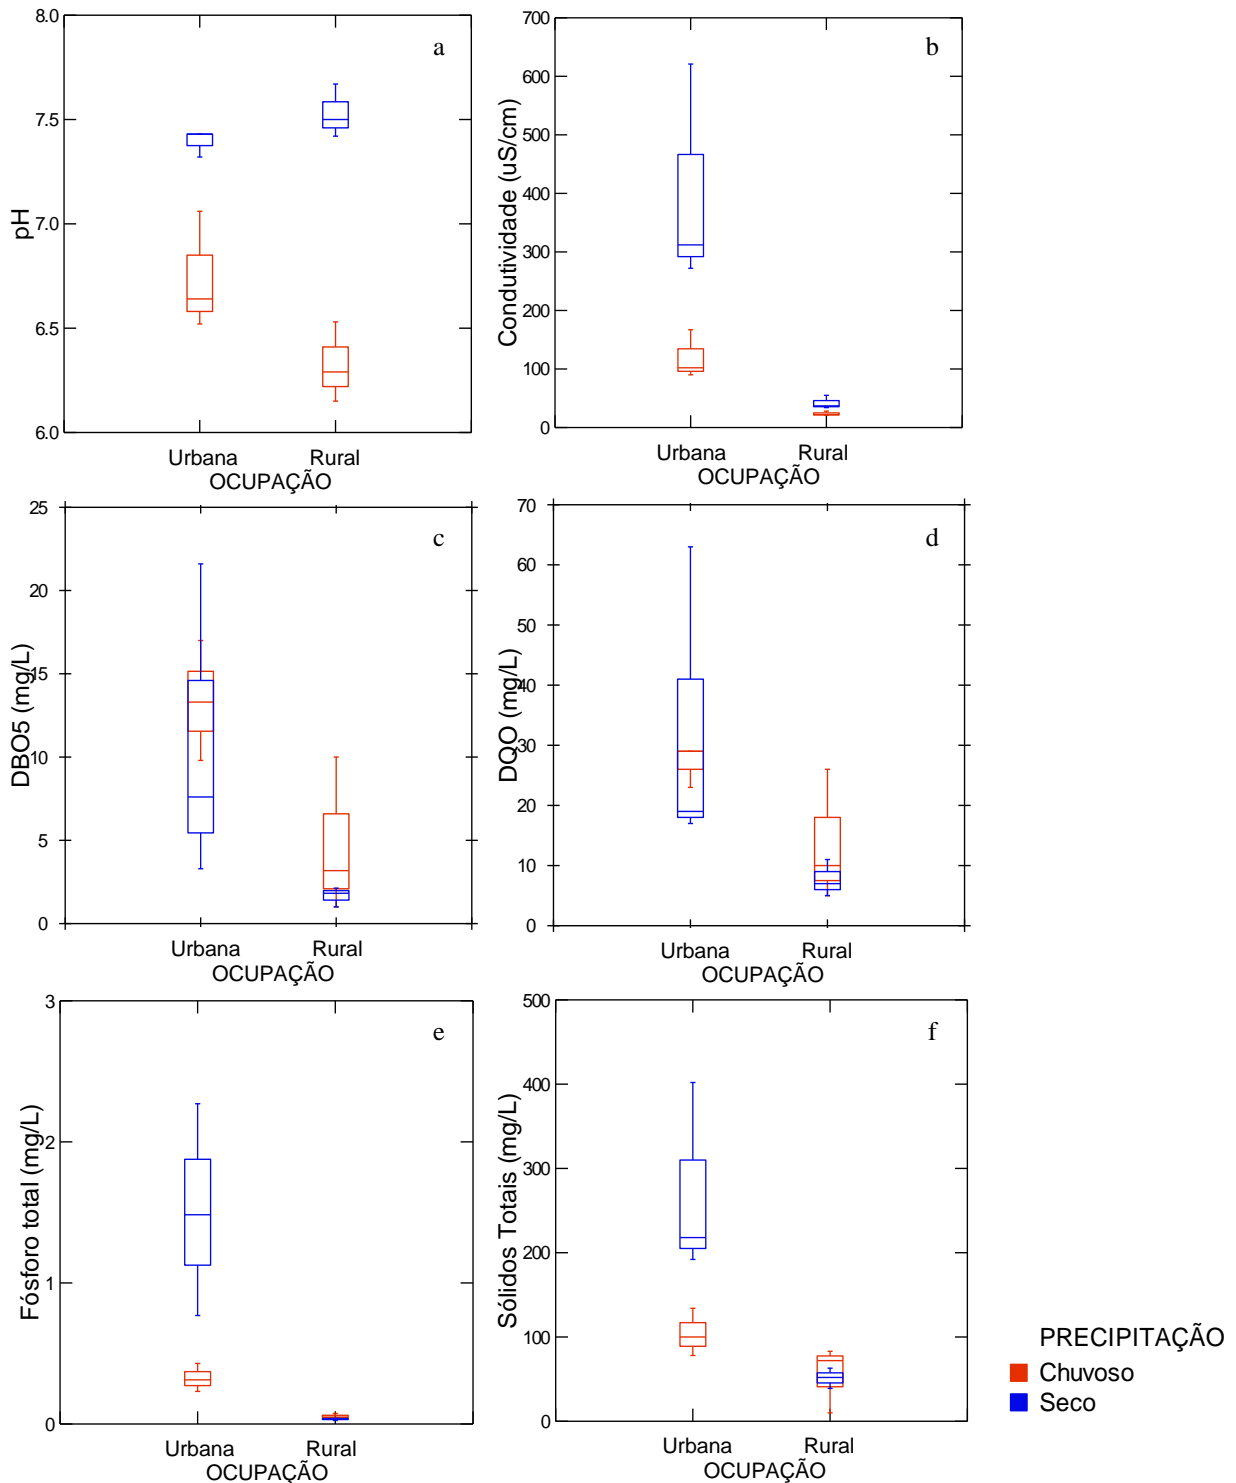 a
8.0
7.5
7.0
6.5
6.0
pH
Urbana Rural
OCUPAÇÃO
b
700
600
500
400
300
200
100
0
Condutividade (uS/cm)
Urbana Rural
OCUPAÇÃO
c
25
20
15
10
5
0
DBO5 (mg/L)
Urbana Rural
OCUPAÇÃO
d
70
60
50
40
30
20
10
0
DQO (mg/L)
Urbana Rural
OCUPAÇÃO
e
3
2
1
0
Fósforo total (mg/L)
Urbana Rural
OCUPAÇÃO
f
500
400
300
200
100
0
Sólidos Totais (mg/L)
Urbana Rural
OCUPAÇÃO
PRECIPITAÇÃO
Chuvoso
Seco